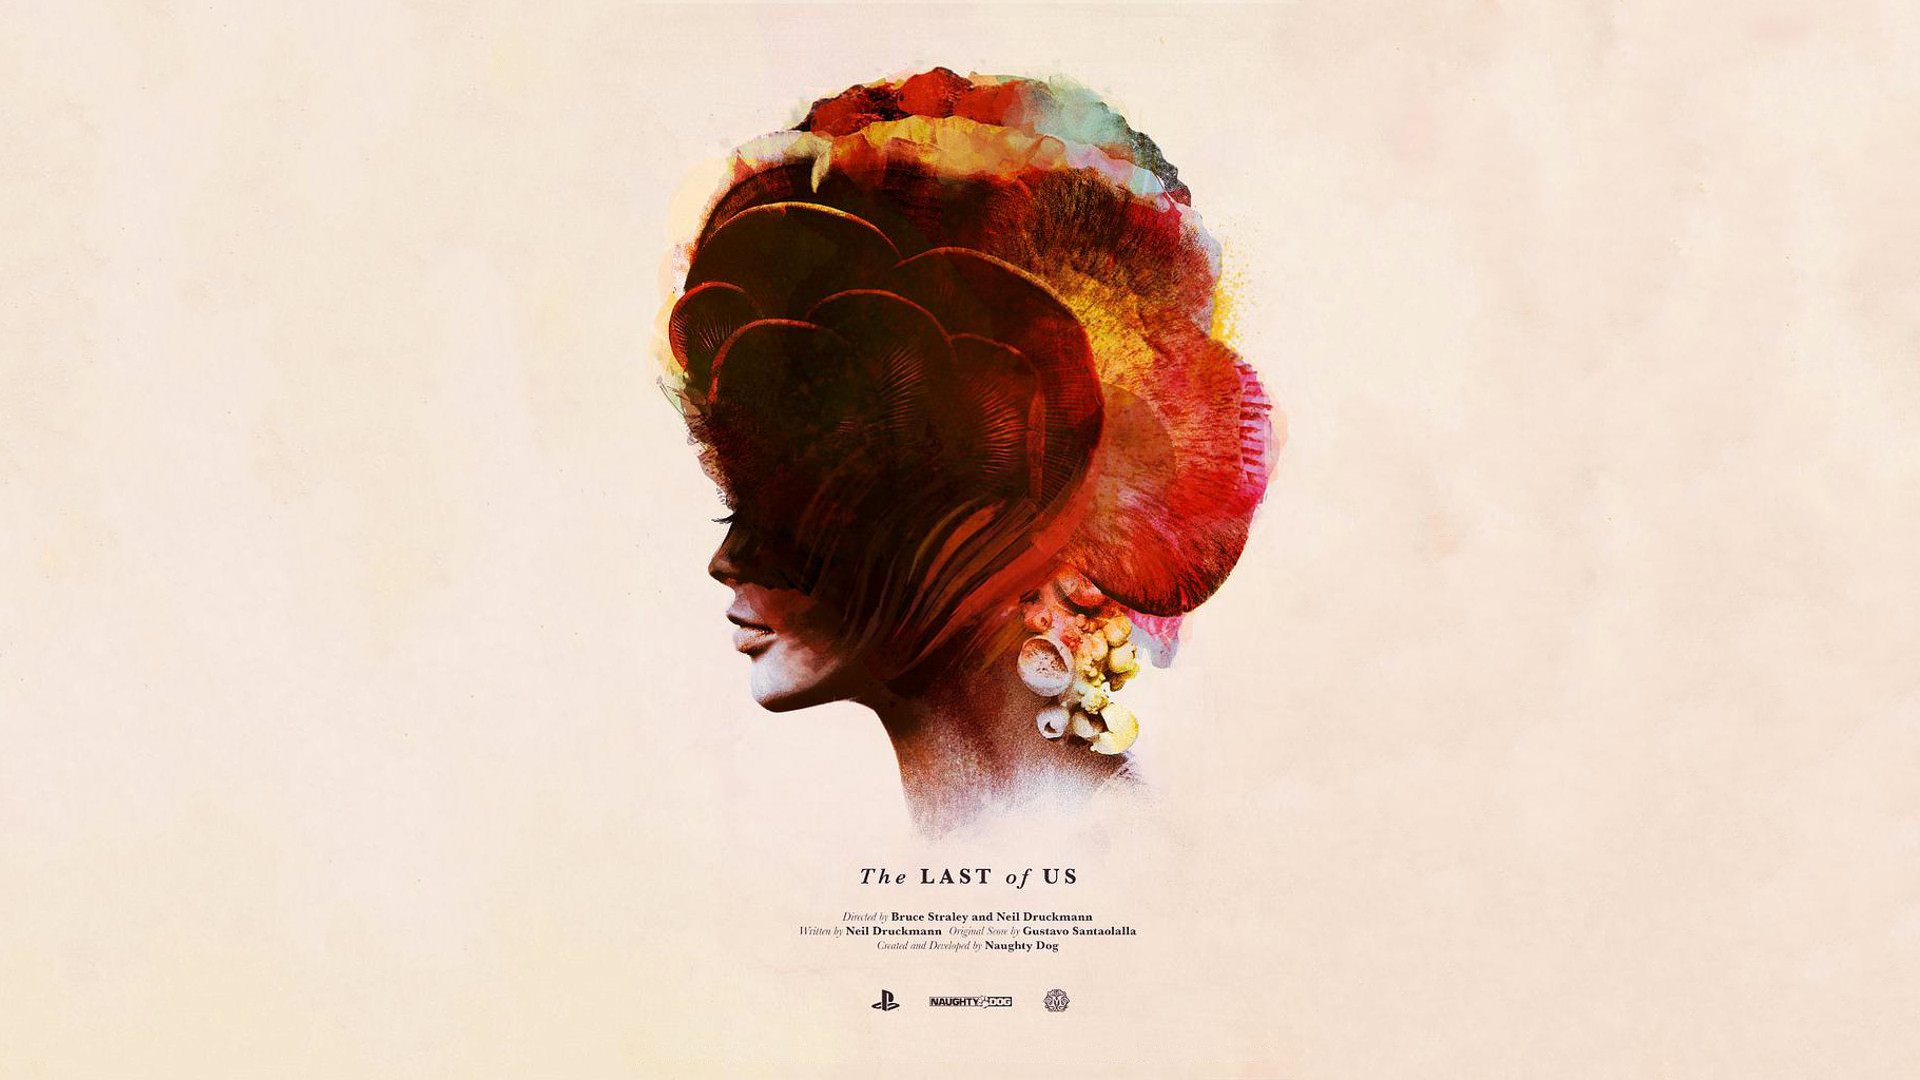 The LAST of US
Directed by Bruce Straley and Neil Druckmann
Written by Neil Druckmann Original Score by Gustavo Santaolalla
Created and Developed by Naughty Dog
NAUGHTY DOG